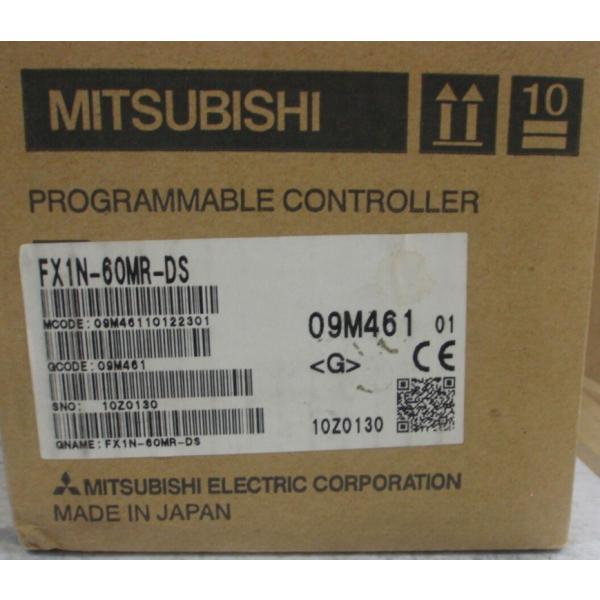 MITSUBISHI
10
PROGRAMMABLE CONTROLLER
FX1N-60MR-DS
MCODE: 09M46110122301
09M461 01
GCODE: 09M461
<G> CE
SNO: 10Z0130
10Z0130
GNAME: FX1N-60MR-DS
MITSUBISHI ELECTRIC CORPORATION
MADE IN JAPAN